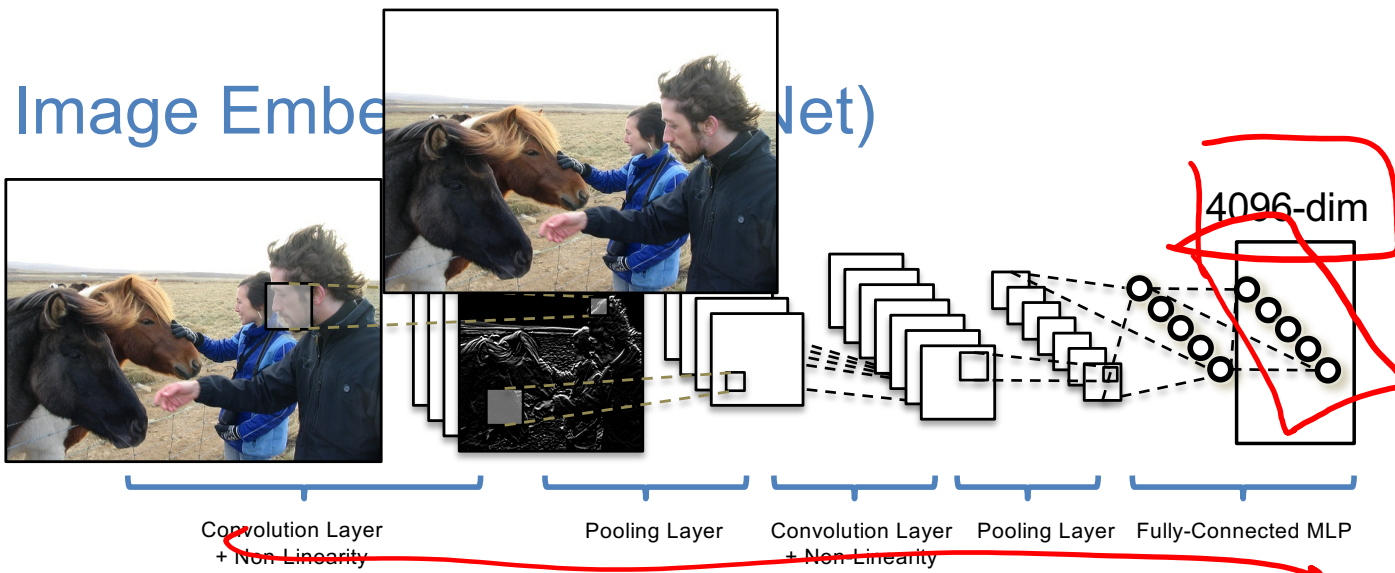 Image Embe Net)
4096-dim
Convolution Layer
+ Non-Linearity
Pooling Layer
Convolution Layer
+ Non-Linearity
Pooling Layer
Fully-Connected MLP